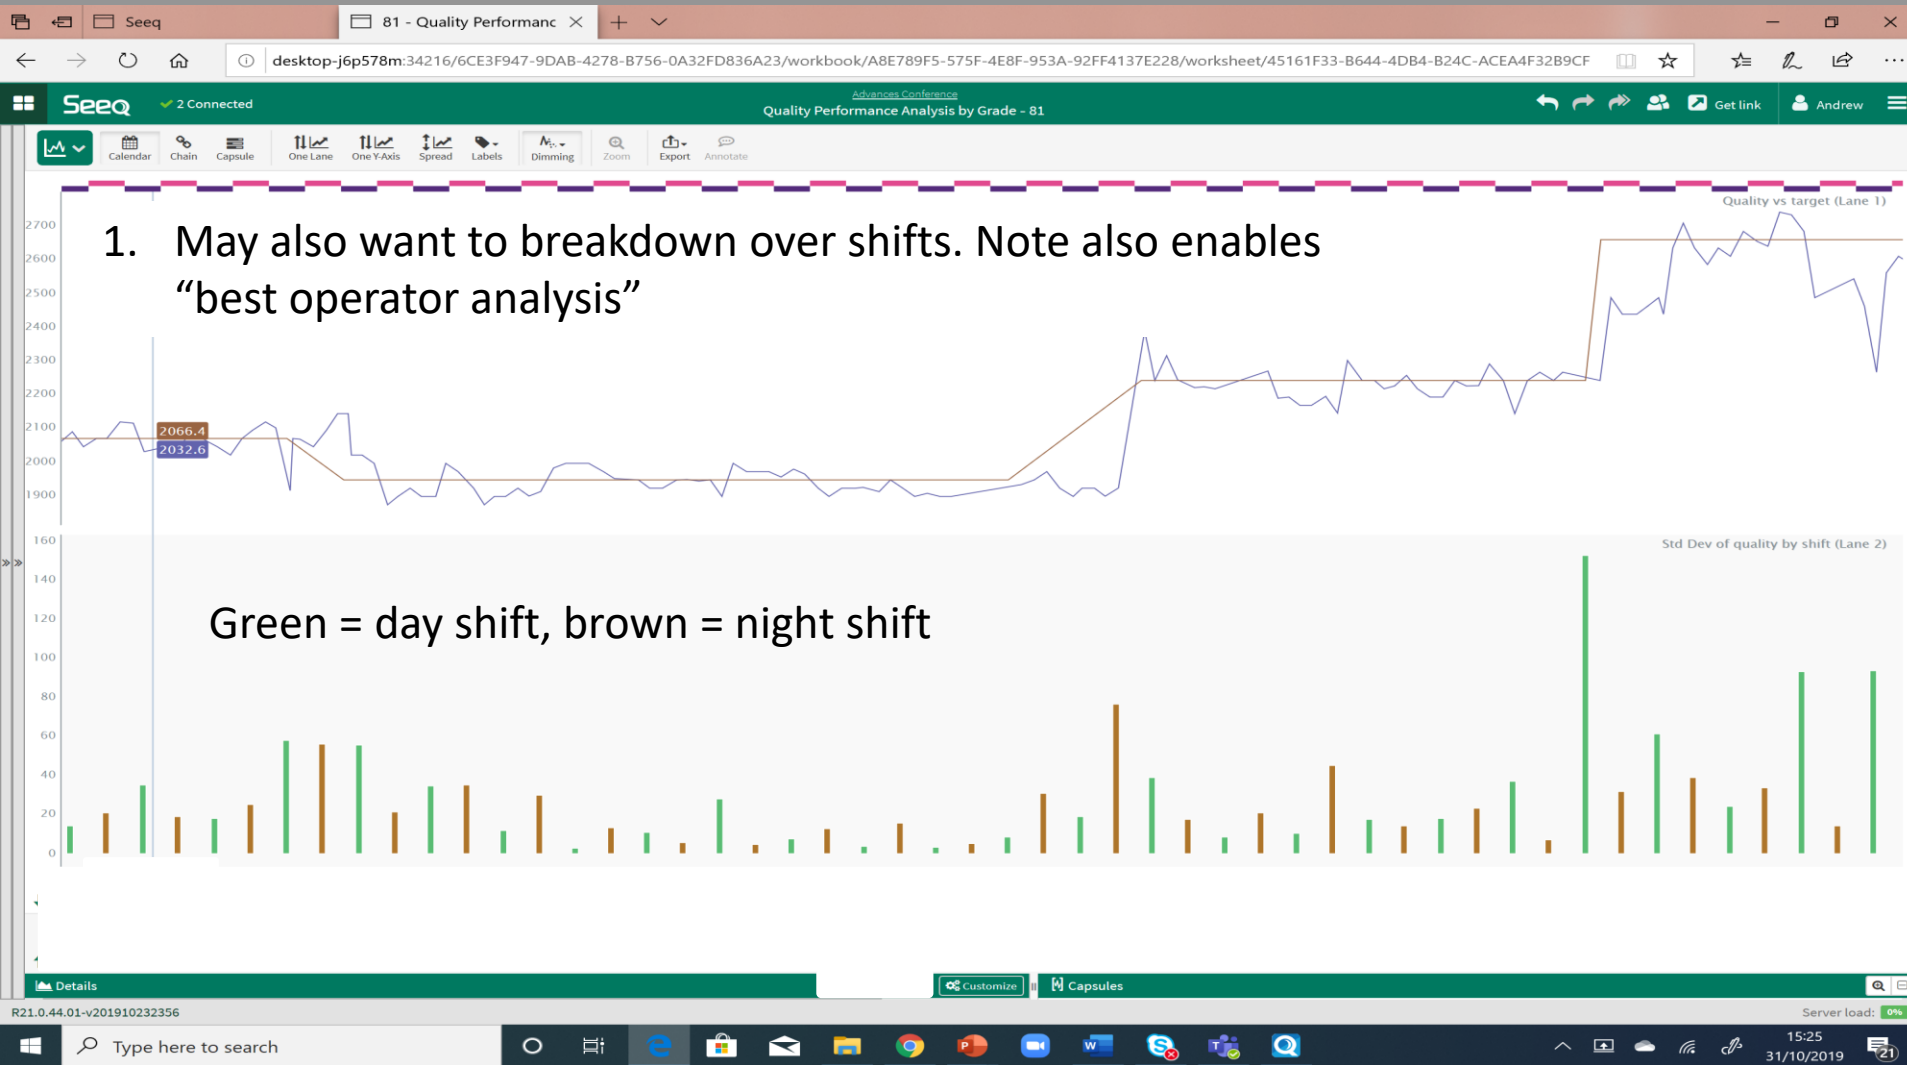 Seeq
81 - Quality Performanc
desktop-j6p578m:34216/6CE3F947-9DAB-4278-B756-0A32FD836A23/workbook/A8E789F5-575F-4E8F-953A-92FF4137E228/worksheet/45161F33-B644-4DB4-B24C-ACEA4F32B9CF
Seeq
2 Connected
Advances Conference
Quality Performance Analysis by Grade - 81
Get link
Andrew
Calendar
Chain
Capsule
One Lane
One Y-Axis
Spread
Labels
Dimming
Zoom
Export
Annotate
Quality vs target (Lane 1)
1. May also want to breakdown over shifts. Note also enables
“best operator analysis”
2700
2600
2500
2400
2300
2200
2100
2000
1900
2066.4
2032.6
Std Dev of quality by shift (Lane 2)
160
140
120
100
80
60
40
20
0
Green = day shift, brown = night shift
Details
Customize
Capsules
R21.0.44.01-v201910232356
Server load: 0%
Type here to search
15:25
31/10/2019
21